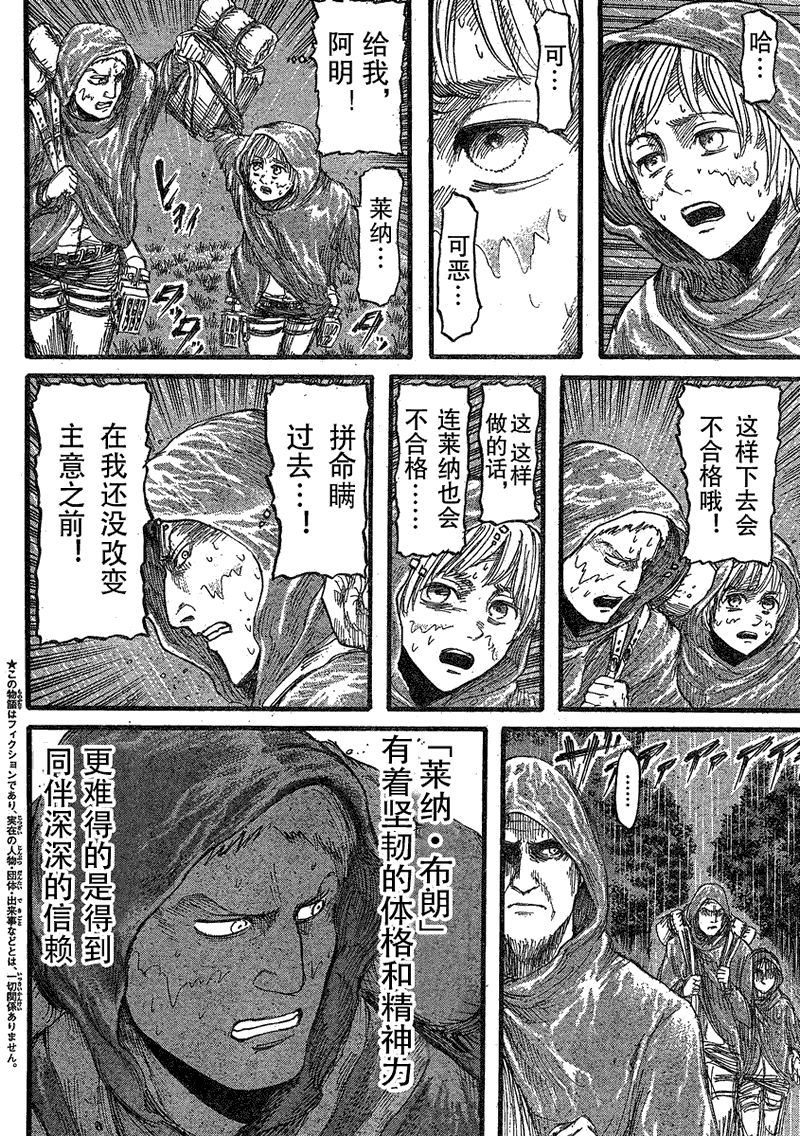 哈…
可…
可恶…
给我，
阿明！
莱纳…
ザッ
ザッ
这样下去会
不合格哦！
这 这样
做的话，
连莱纳也会
不合格……
拼命瞒
过去…！
在我还没改变
主意之前！
……
「莱纳·布朗」
有着坚韧的体格和精神力
更难得的是得到
同伴深深的信赖
★この物語はフィクションであり、実在の人物・団体・出来事などとは、一切関係ありません。